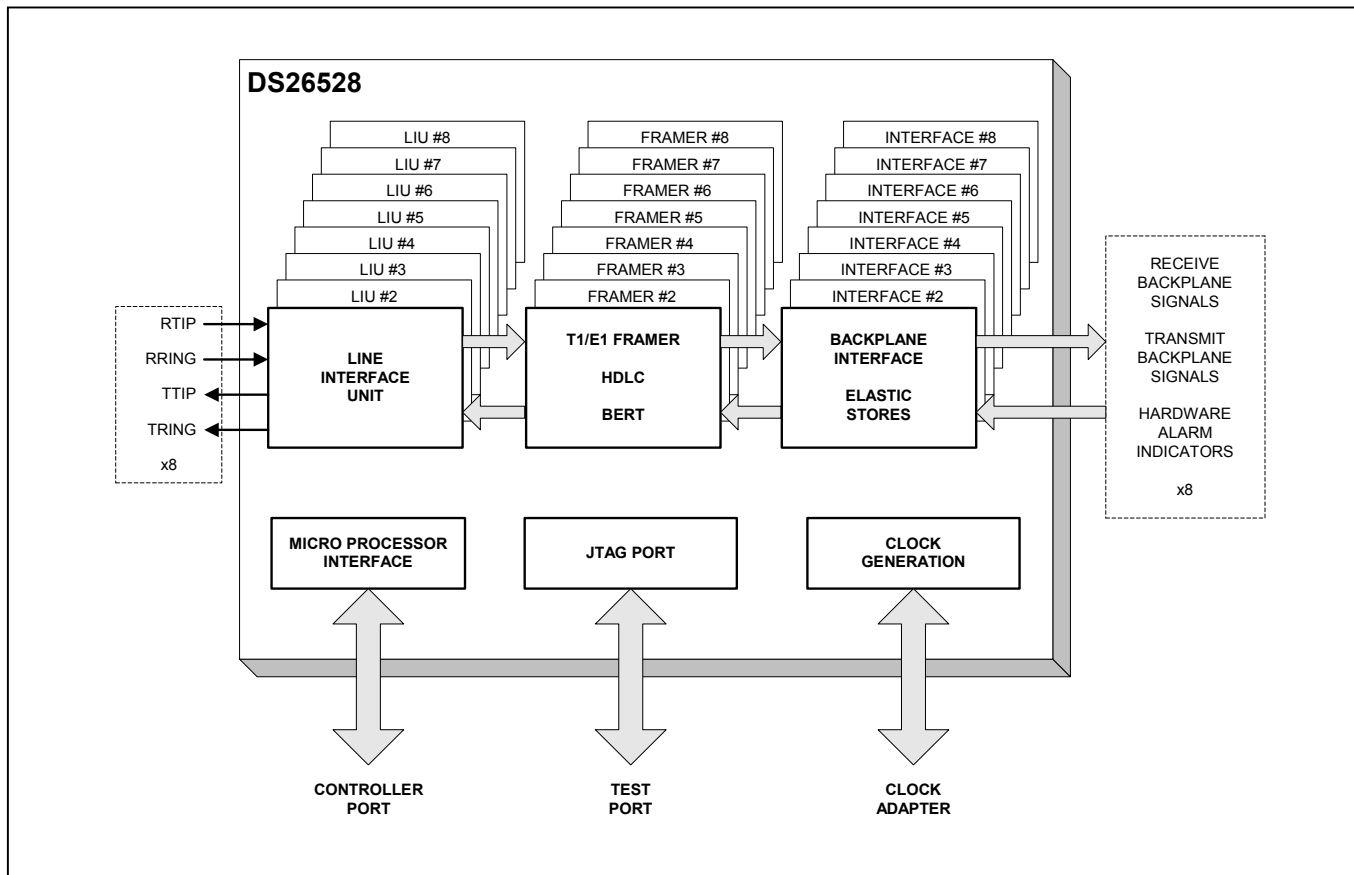 DS26528
LIU #8
LIU #7
LIU #6
LIU #5
LIU #4
LIU #3
LIU #2
LINE
INTERFACE
UNIT
FRAMER #8
FRAMER #7
FRAMER #6
FRAMER #5
FRAMER #4
FRAMER #3
FRAMER #2
T1/E1 FRAMER
HDLC
BERT
INTERFACE #8
INTERFACE #7
INTERFACE #6
INTERFACE #5
INTERFACE #4
INTERFACE #3
INTERFACE #2
BACKPLANE
INTERFACE
ELASTIC
STORES
RTIP
RRING
TTIP
TRING
x8
RECEIVE
BACKPLANE
SIGNALS
TRANSMIT
BACKPLANE
SIGNALS
HARDWARE
ALARM
INDICATORS
x8
MICRO PROCESSOR
INTERFACE
JTAG PORT
CLOCK
GENERATION
CONTROLLER
PORT
TEST
PORT
CLOCK
ADAPTER